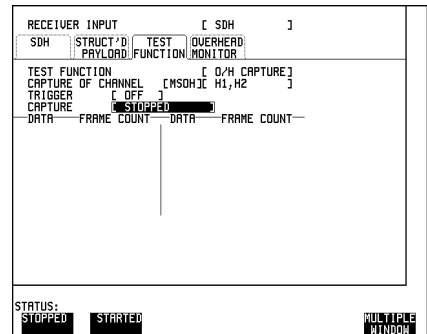 RECEIVER INPUT [ SDH ]
SDH STRUCT'D TEST OVERHEAD
PAYLOAD FUNCTION MONITOR
TEST FUNCTION [ O/H CAPTURE]
CAPTURE OF CHANNEL [MSOH][ H1,H2 ]
TRIGGER [ OFF ]
CAPTURE [ STOPPED ]
DATA FRAME COUNT DATA FRAME COUNT
STATUS:
STOPPED STARTED MULTIPLE
WINDOW